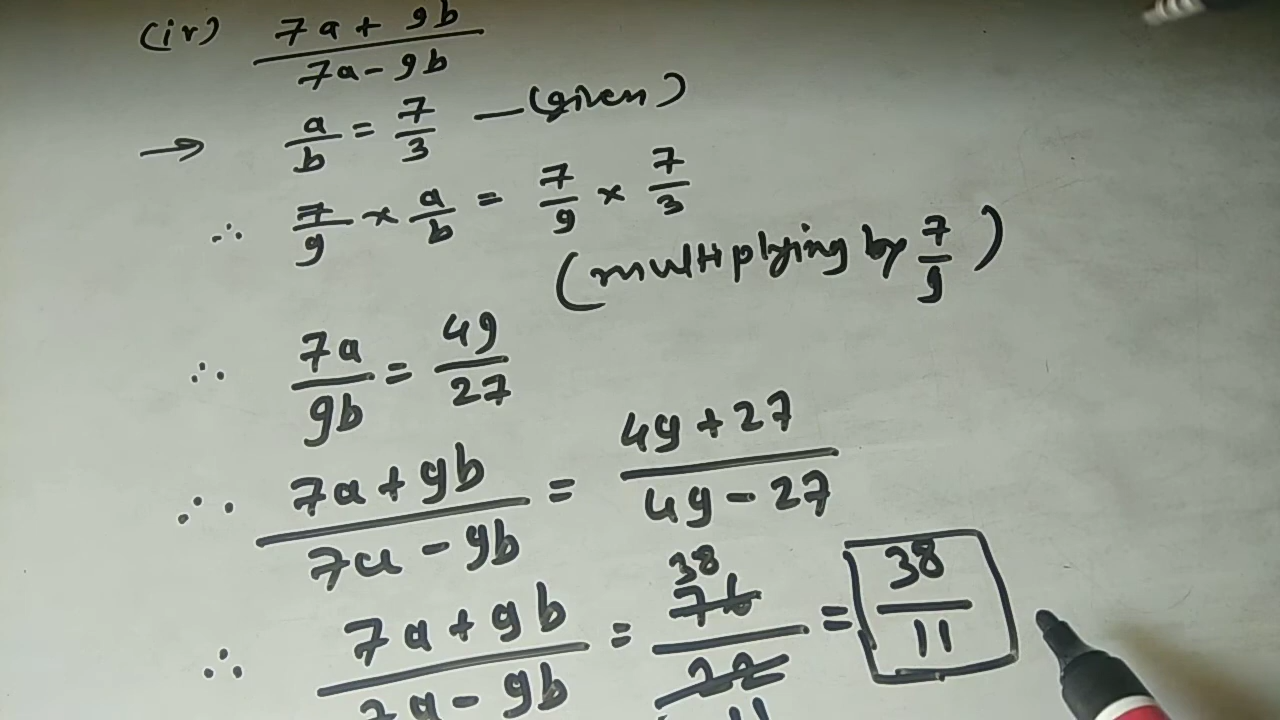 (iv) 7a + 9b / 7a - 9b
→ a/b = 7/3 — (given)
∴ 7/9 × a/b = 7/9 × 7/3
(multiplying by 7/9)
∴ 7a/9b = 49/27
∴ 7a + 9b / 7a - 9b = 49 + 27 / 49 - 27
∴ 7a + 9b / 7a - 9b = 38 76 / 22 11 = 38/11